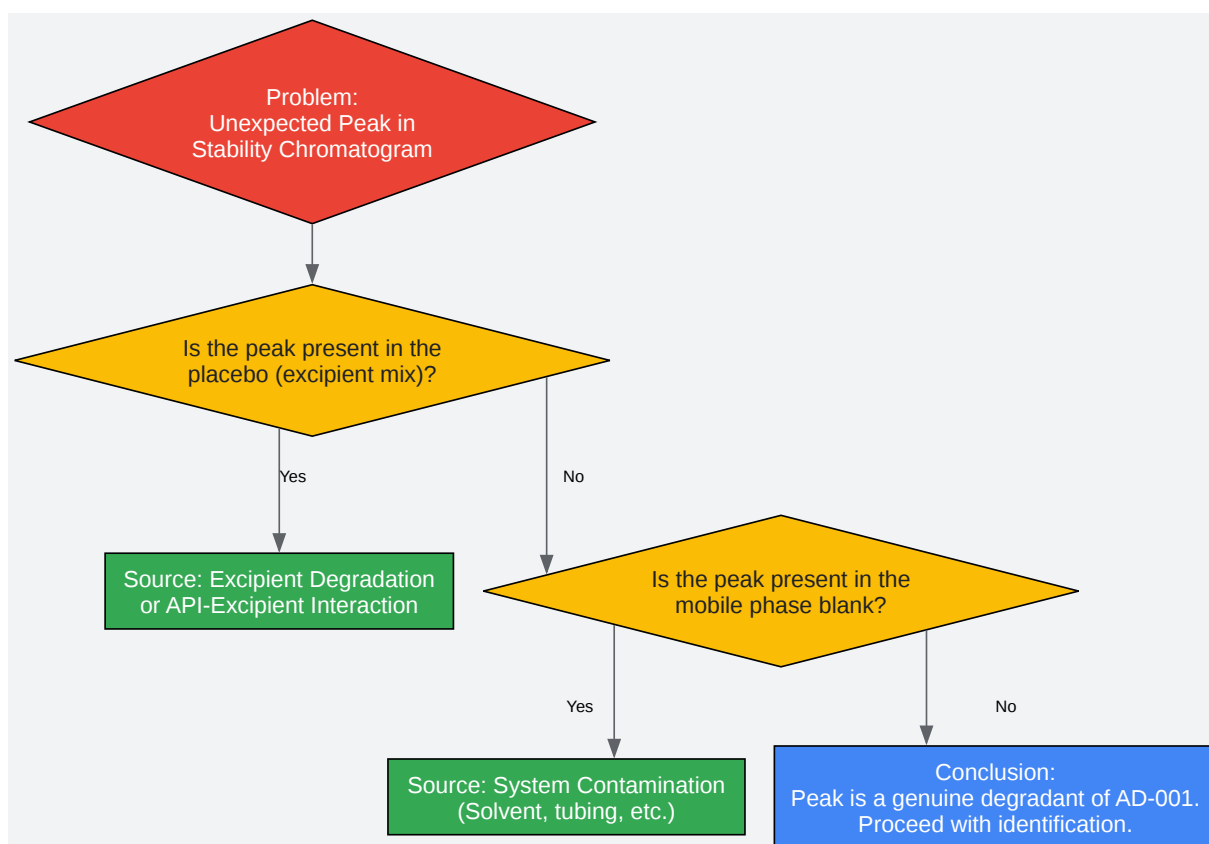 Problem:
Unexpected Peak in
Stability Chromatogram
Is the peak present in the
placebo (excipient mix)?
Yes
No
Source: Excipient Degradation
or API-Excipient Interaction
Is the peak present in the
mobile phase blank?
Yes
No
Source: System Contamination
(Solvent, tubing, etc.)
Conclusion:
Peak is a genuine degradant of AD-001.
Proceed with identification.